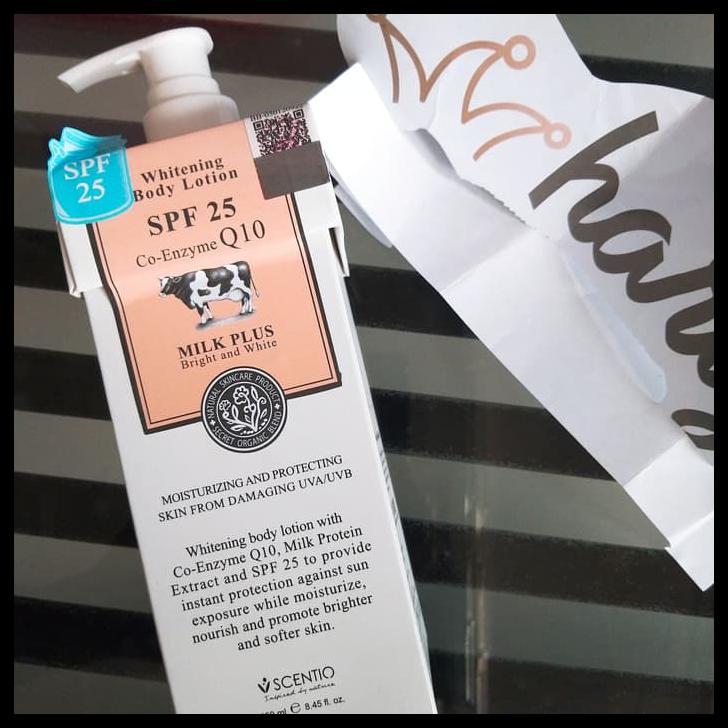 SPF
25
Whitening
Body Lotion
SPF 25
Co-Enzyme Q10
MILK PLUS
Bright and White
NATURAL SKINCARE PRODUCT
SECRET ORGANIC BLEND
MOISTURIZING AND PROTECTING
SKIN FROM DAMAGING UVA/UVB
Whitening body lotion with
Co-Enzyme Q10, Milk Protein
Extract and SPF 25 to provide
instant protection against sun
exposure while moisturize,
nourish and promote brighter
and softer skin.
SCENTIO
Inspired by nature
ml e 8.45 fl. oz.